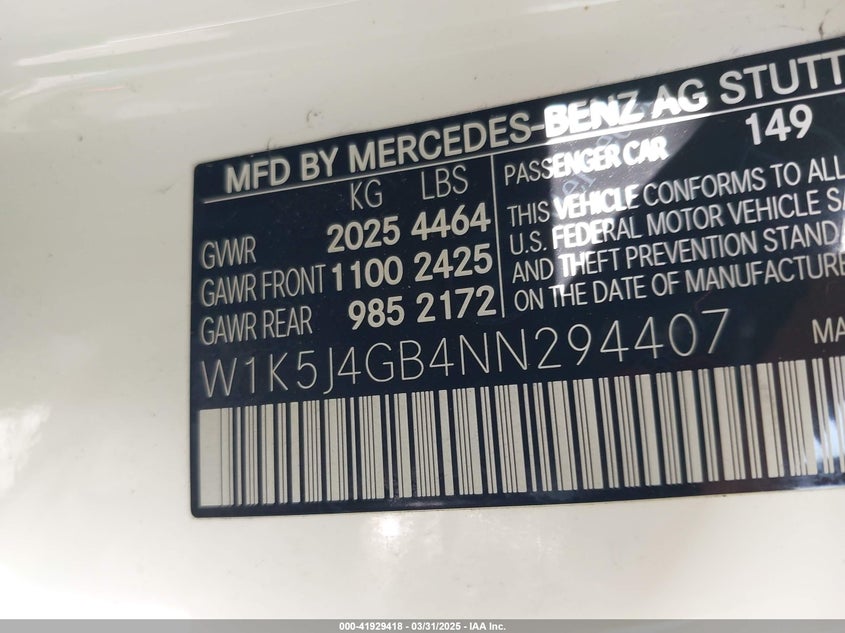 MFD BY MERCEDES-BENZ AG STUTT
KG LBS
GVWR 2025 4464
GAWR FRONT 1100 2425
GAWR REAR 985 2172
PASSENGER CAR 149
THIS VEHICLE CONFORMS TO ALL
U.S. FEDERAL MOTOR VEHICLE SA
AND THEFT PREVENTION STAND
ON THE DATE OF MANUFACTURE
W1K5J4GB4NN294407 MA
000-41929418 - 03/31/2025 - IAA Inc.